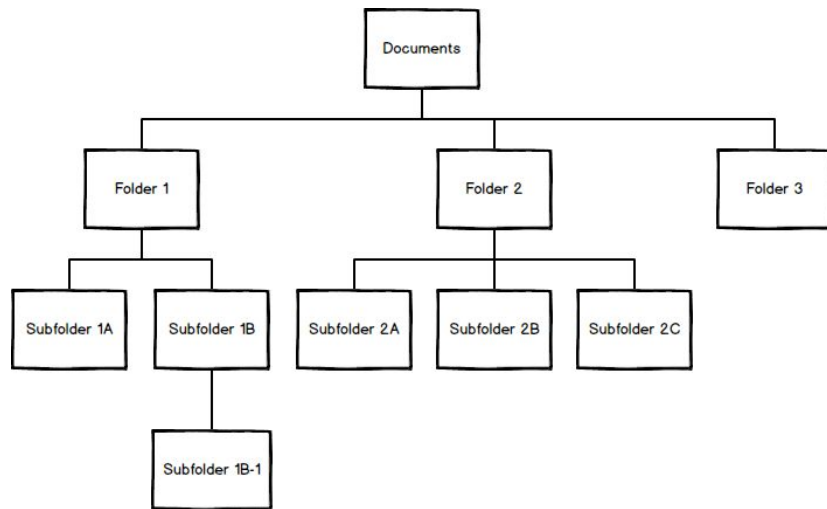 Documents
Folder 1
Folder 2
Folder 3
Subfolder 1A
Subfolder 1B
Subfolder 2A
Subfolder 2B
Subfolder 2C
Subfolder 1B-1